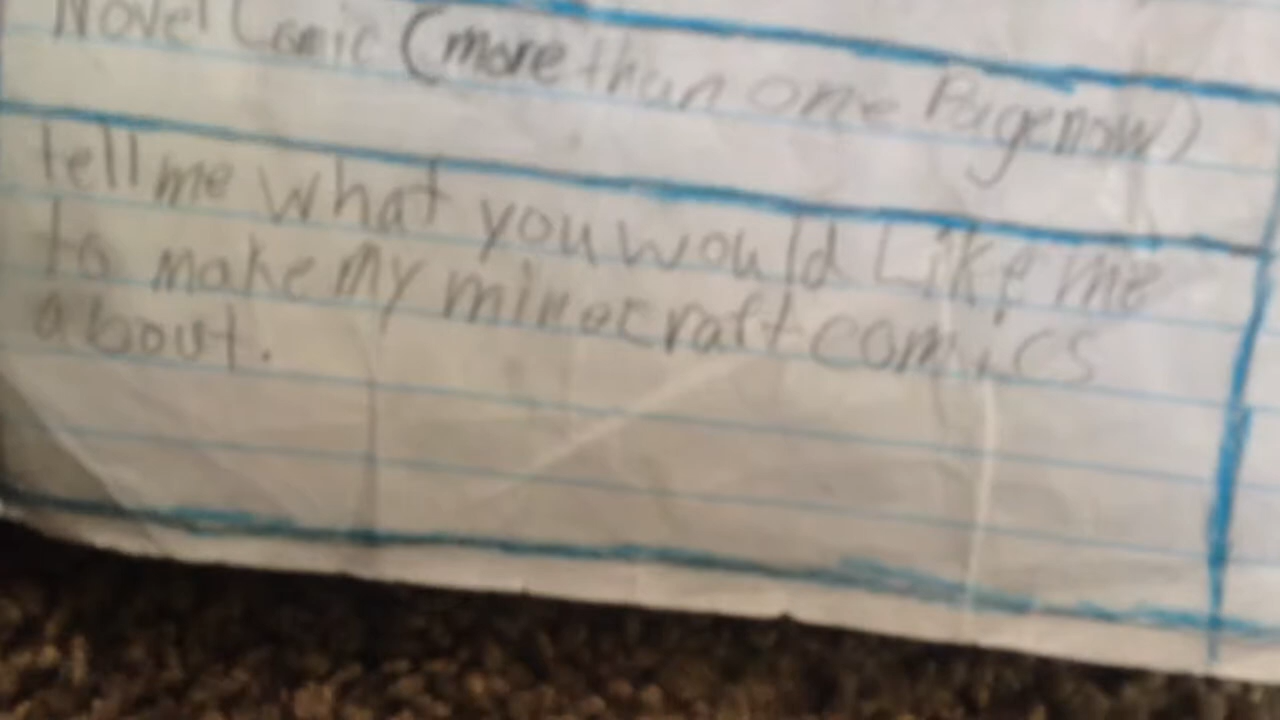 Novel Comic (more than one Page now)
tell me what you would Like me
to make my minecraft comics
about.